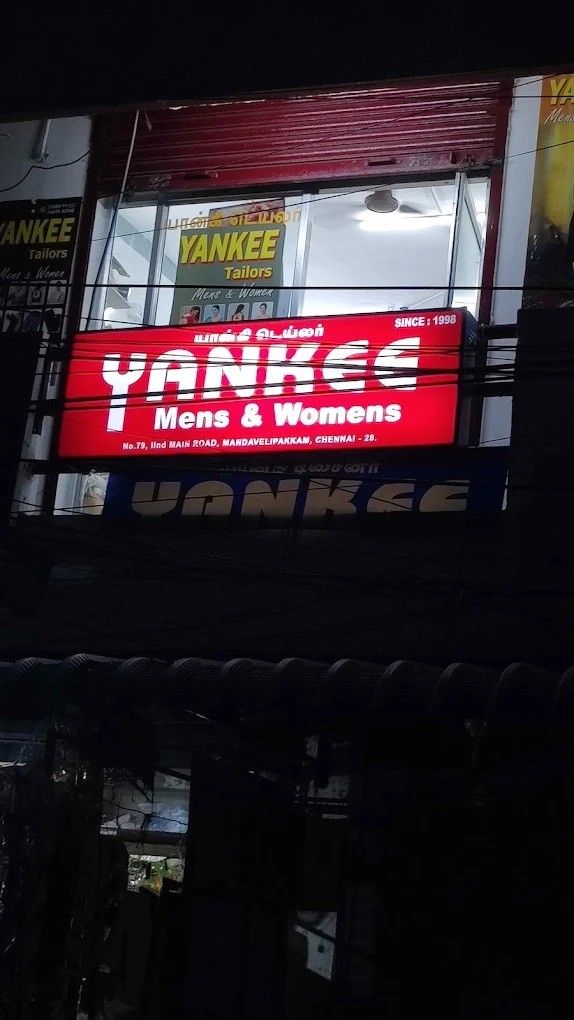 YANKEE
Tailors
Mens & Women
YANKEE
Tailors
Mens & Women
யான்கி டெய்லர்
SINCE : 1998
YANKEE
Mens & Womens
No.79, IInd MAIN ROAD, MANDAVELIPAKKAM, CHENNAI - 28.
YANKEE